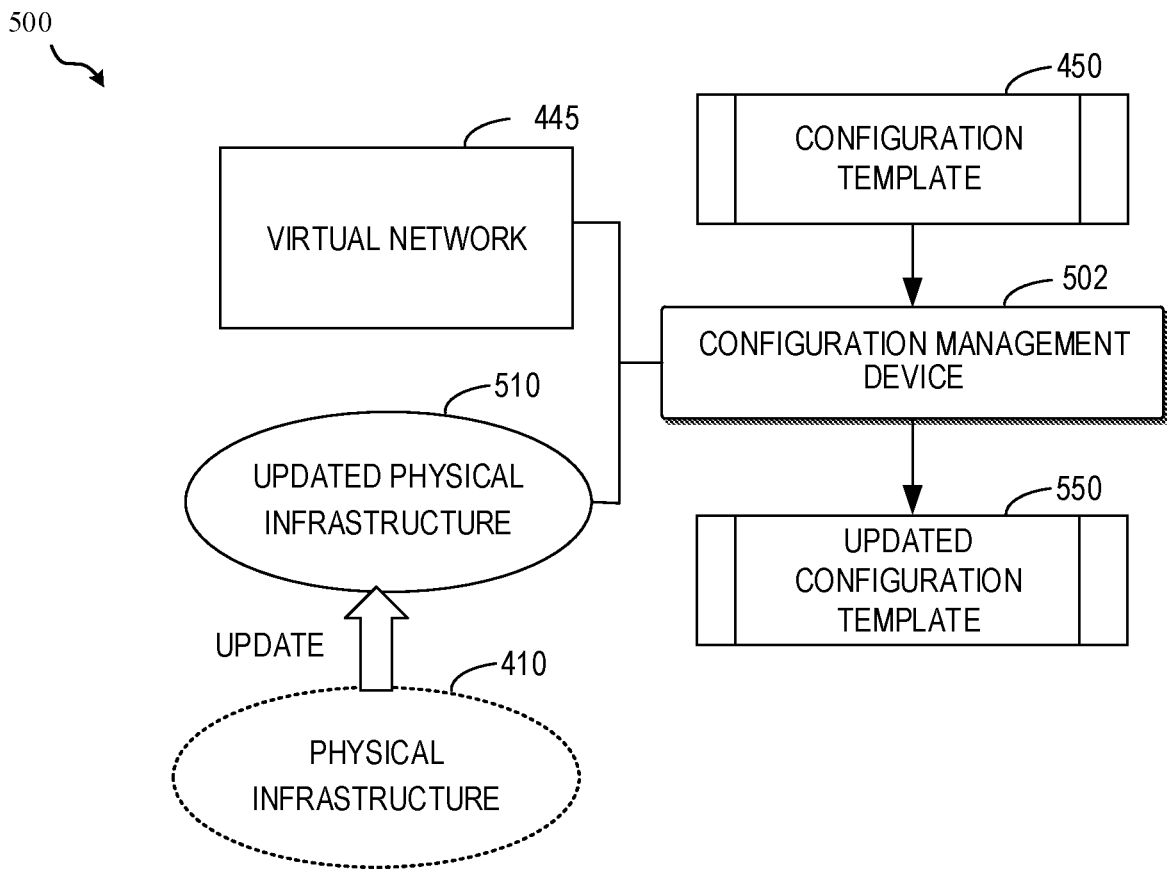 500
445
VIRTUAL NETWORK
450
CONFIGURATION
TEMPLATE
502
CONFIGURATION MANAGEMENT
DEVICE
510
UPDATED PHYSICAL
INFRASTRUCTURE
550
UPDATED
CONFIGURATION
TEMPLATE
UPDATE
410
PHYSICAL
INFRASTRUCTURE